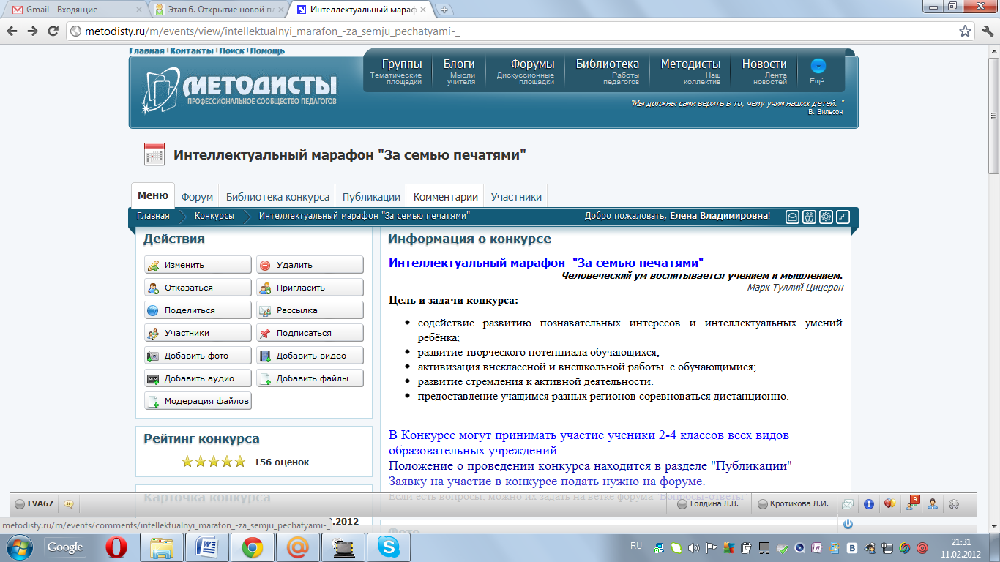 Gmail - Входящие
Этап 6. Открытие новой пл
Интеллектуальный мараф
metodisty.ru/m/events/view/intellektualnyi_marafon_-za_semju_pechatyami-_
Главная Контакты Поиск Помощь
МЕТОДИСТЫ
ПРОФЕССИОНАЛЬНОЕ СООБЩЕСТВО ПЕДАГОГОВ
Группы
Тематические площадки
Блоги
Мысли учителя
Форумы
Дискуссионные площадки
Библиотека
Работы педагогов
Методисты
Наш коллектив
Новости
Лента новостей
Ещё..
"Мы должны сами верить в то, чему учим наших детей. "
В. Вильсон
Интеллектуальный марафон "За семью печатями"
Меню Форум Библиотека конкурса Публикации Комментарии Участники
Главная Конкурсы Интеллектуальный марафон "За семью печатями"
Добро пожаловать, Елена Владимировна!
Действия
Изменить Удалить
Отказаться Пригласить
Поделиться Рассылка
Участники Подписаться
Добавить фото Добавить видео
Добавить аудио Добавить файлы
Модерация файлов
Рейтинг конкурса
156 оценок
Карточка конкурса
.2012
Информация о конкурсе
Интеллектуальный марафон "За семью печатями"
Человеческий ум воспитывается учением и мышлением.
Марк Туллий Цицерон
Цель и задачи конкурса:
• содействие развитию познавательных интересов и интеллектуальных умений
ребёнка;
• развитие творческого потенциала обучающихся;
• активизация внеклассной и внешкольной работы с обучающимися;
• развитие стремления к активной деятельности.
• предоставление учащимся разных регионов соревноваться дистанционно.
В Конкурсе могут принимать участие ученики 2-4 классов всех видов
образовательных учреждений.
Положение о проведении конкурса находится в разделе "Публикации"
Заявку на участие в конкурсе подать нужно на форуме.
Если есть вопросы, можно их задать на ветке форума "Вопросы-ответы"
Фото
EVA67
Голдина Л.В.
Кротикова Л.И.
9
metodisty.ru/m/events/comments/intellektualnyi_marafon_-za_semju_pechatyami-_
Google
RU
21:31
11.02.2012